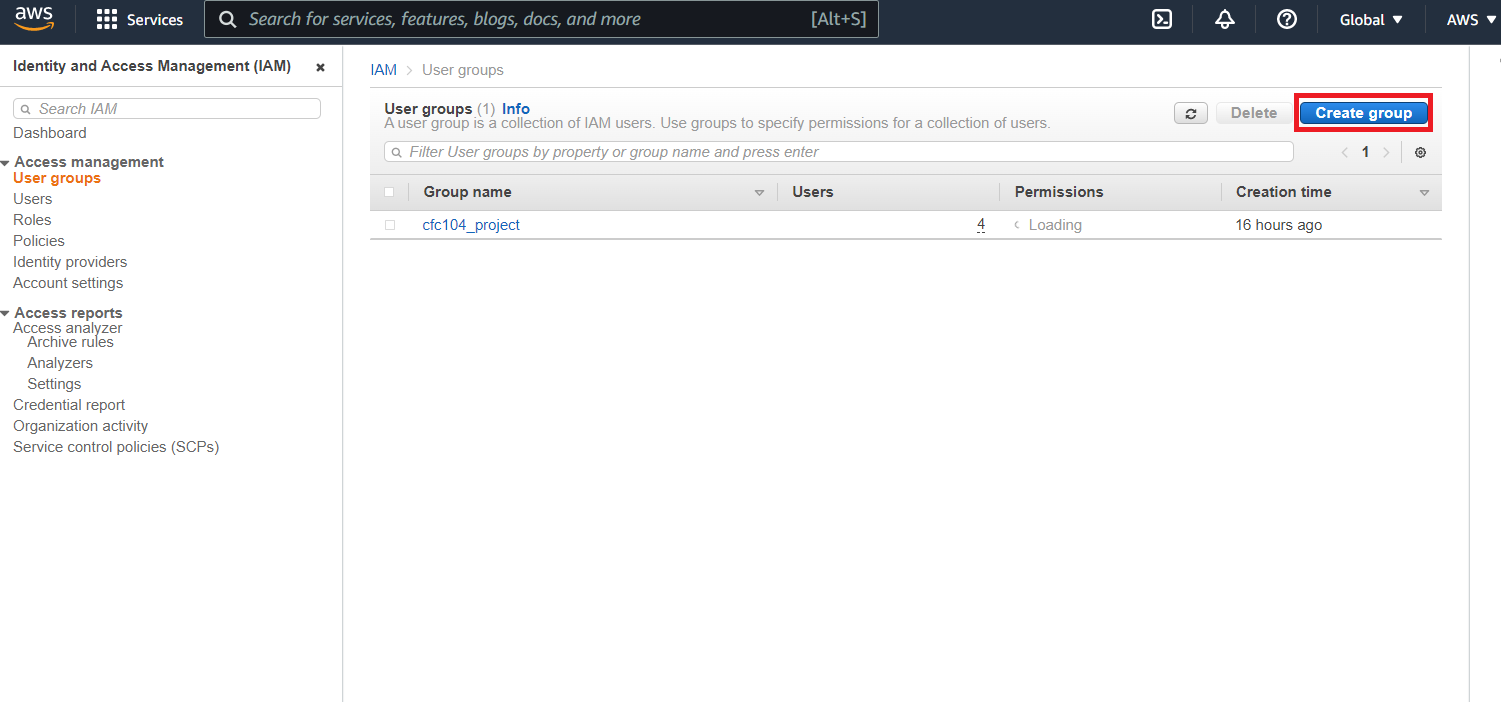 aws Services Search for services, features, blogs, docs, and more [Alt+S] Global AWS
Identity and Access Management (IAM)
Search IAM
Dashboard
Access management
User groups
Users
Roles
Policies
Identity providers
Account settings
Access reports
Access analyzer
Archive rules
Analyzers
Settings
Credential report
Organization activity
Service control policies (SCPs)
IAM > User groups
User groups (1) Info
A user group is a collection of IAM users. Use groups to specify permissions for a collection of users.
Delete Create group
Filter User groups by property or group name and press enter
1
Group name Users Permissions Creation time
cfc104_project 4 Loading 16 hours ago